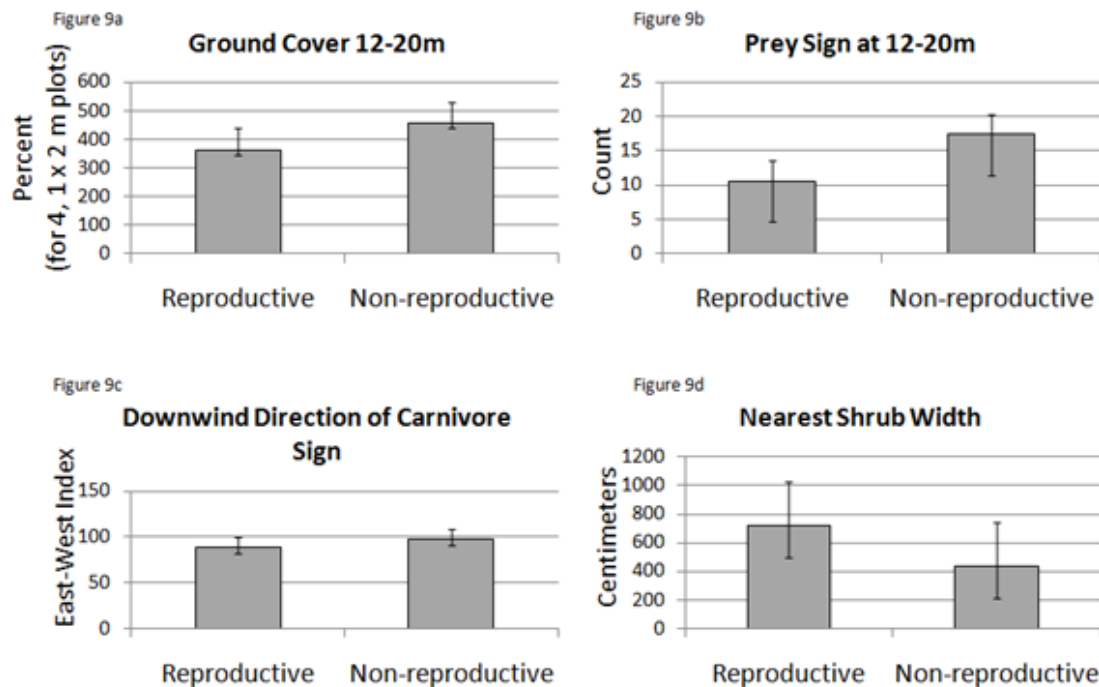 Figure 9a
Ground Cover 12-20m
Percent
(for 4, 1 x 2 m plots)
600
500
400
300
200
100
0
Reproductive Non-reproductive
Figure 9b
Prey Sign at 12-20m
Count
25
20
15
10
5
0
Reproductive Non-reproductive
Figure 9c
Downwind Direction of Carnivore
Sign
East-West Index
150
100
50
0
Reproductive Non-reproductive
Figure 9d
Nearest Shrub Width
Centimeters
1200
1000
800
600
400
200
0
Reproductive Non-reproductive